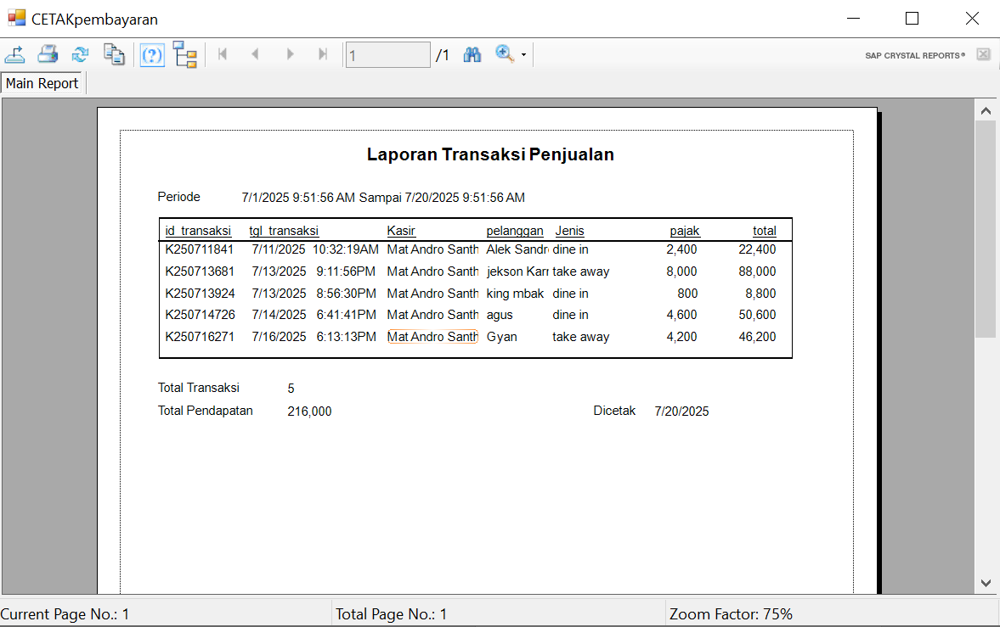 CETAKpembayaran
1 /1 SAP CRYSTAL REPORTS®
Main Report
Laporan Transaksi Penjualan
Periode 7/1/2025 9:51:56 AM Sampai 7/20/2025 9:51:56 AM
id_transaksi tgl_transaksi Kasir pelanggan Jenis pajak total
K250711841 7/11/2025 10:32:19AM Mat Andro Santh Alek Sandr dine in 2,400 22,400
K250713681 7/13/2025 9:11:56PM Mat Andro Santh jekson Karr take away 8,000 88,000
K250713924 7/13/2025 8:56:30PM Mat Andro Santh king mbak dine in 800 8,800
K250714726 7/14/2025 6:41:41PM Mat Andro Santh agus dine in 4,600 50,600
K250716271 7/16/2025 6:13:13PM Mat Andro Santh Gyan take away 4,200 46,200
Total Transaksi 5
Total Pendapatan 216,000 Dicetak 7/20/2025
Current Page No.: 1 Total Page No.: 1 Zoom Factor: 75%